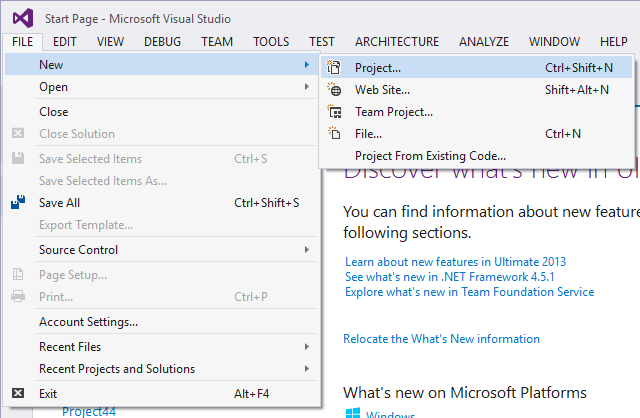 Start Page - Microsoft Visual Studio
FILE EDIT VIEW DEBUG TEAM TOOLS TEST ARCHITECTURE ANALYZE WINDOW HELP
New
Open
Close
Close Solution
Save Selected Items Ctrl+S
Save Selected Items As...
Save All Ctrl+Shift+S
Export Template...
Source Control
Page Setup...
Print... Ctrl+P
Account Settings...
Recent Files
Recent Projects and Solutions
Exit Alt+F4
Project44
Project... Ctrl+Shift+N
Web Site... Shift+Alt+N
Team Project...
File... Ctrl+N
Project From Existing Code...
Discover what's new in Ul
You can find information about new feature
following sections.
Learn about new features in Ultimate 2013
See what's new in .NET Framework 4.5.1
Explore what's new in Team Foundation Service
Relocate the What's New information
What's new on Microsoft Platforms
Windows